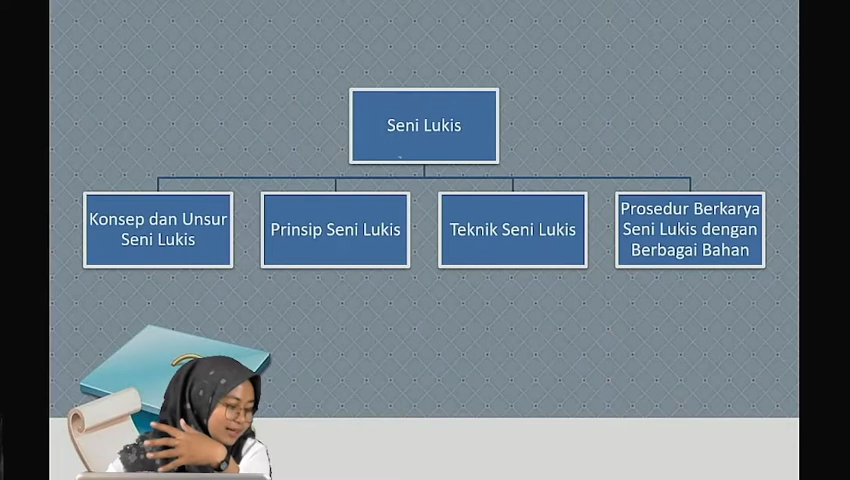 Seni Lukis
Konsep dan Unsur
Seni Lukis
Prinsip Seni Lukis
Teknik Seni Lukis
Prosedur Berkarya
Seni Lukis dengan
Berbagai Bahan